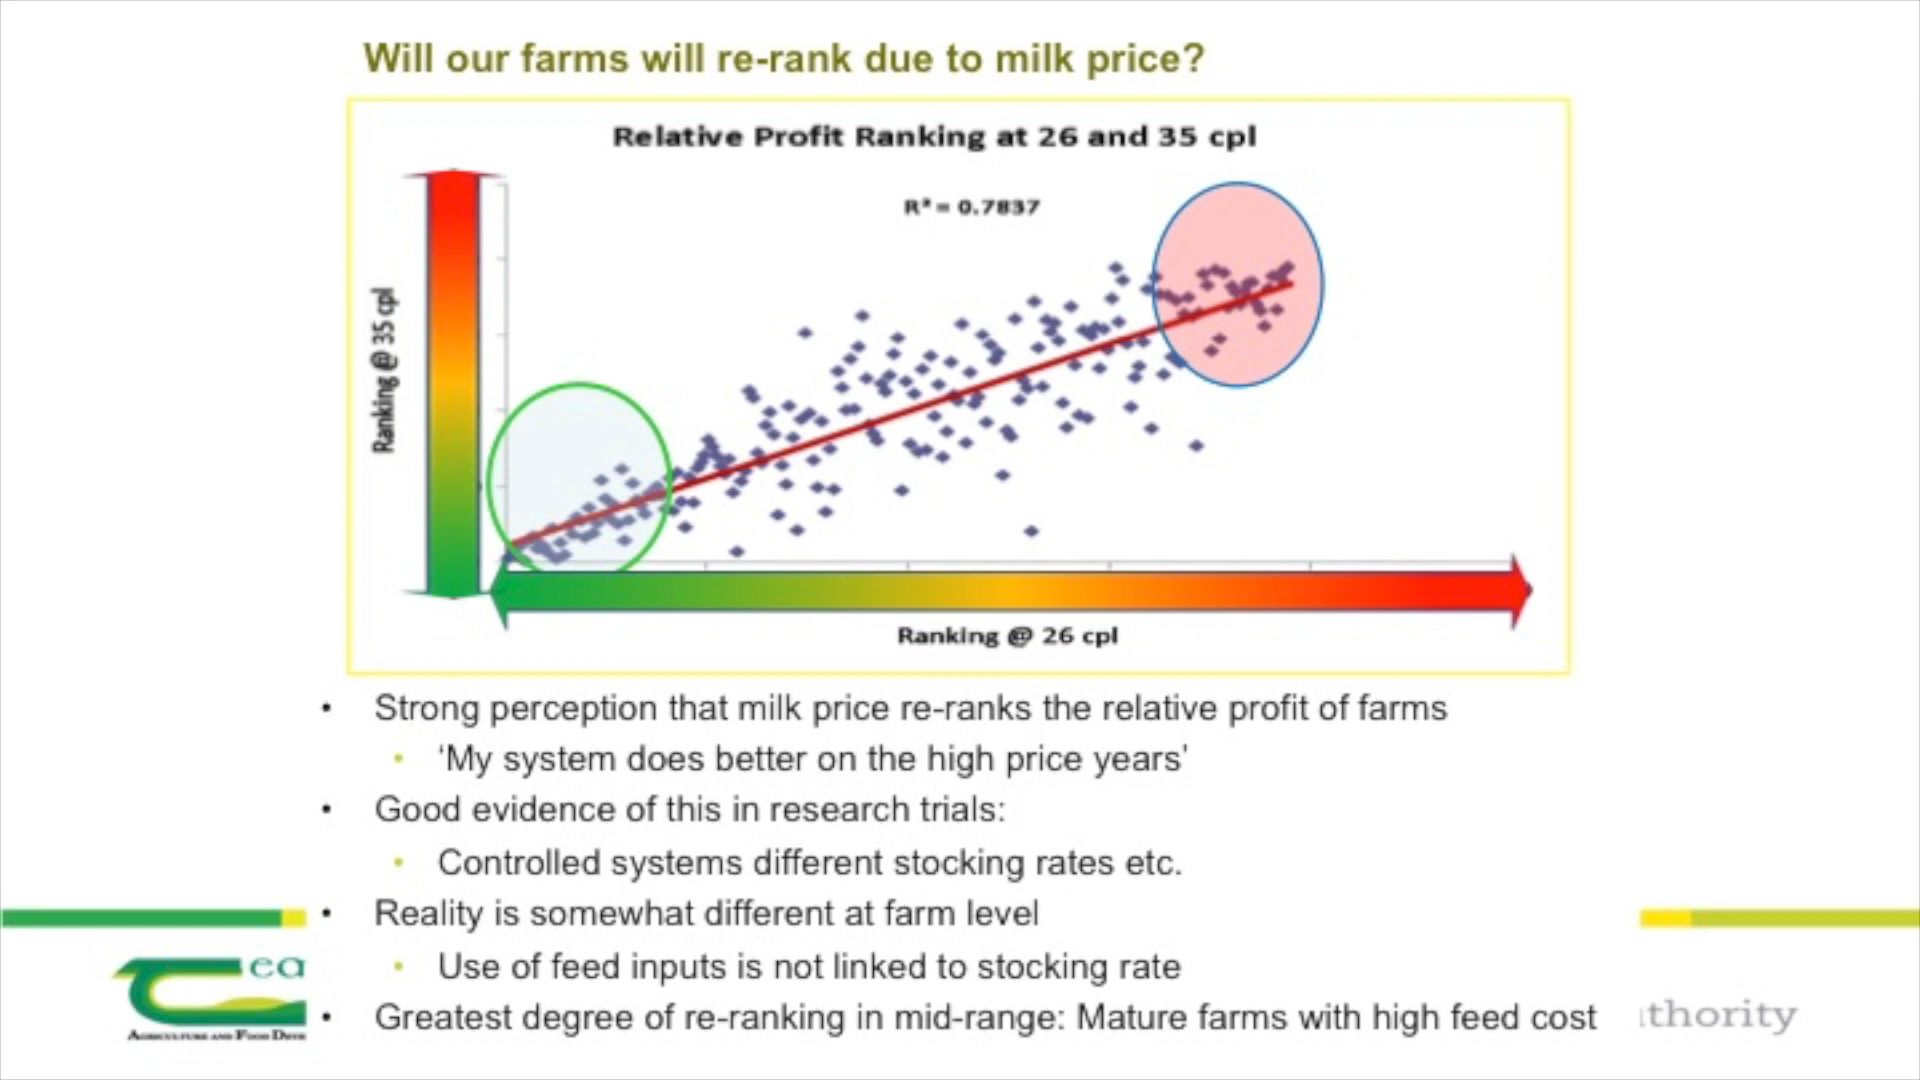 Will our farms will re-rank due to milk price?
Relative Profit Ranking at 26 and 35 cpl
R² = 0.7837
Ranking @ 35 cpl
Ranking @ 26 cpl
• Strong perception that milk price re-ranks the relative profit of farms
• ‘My system does better on the high price years’
• Good evidence of this in research trials:
• Controlled systems different stocking rates etc.
• Reality is somewhat different at farm level
• Use of feed inputs is not linked to stocking rate
• Greatest degree of re-ranking in mid-range: Mature farms with high feed cost
ea
Agriculture and Food Deve
thority